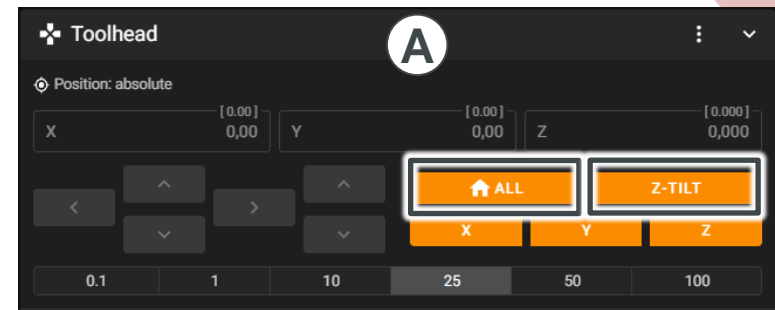 Toolhead
A
Position: absolute
X [0.00] 0,00 Y [0.00] 0,00 Z [0.000] 0,000
ALL Z-TILT
X Y Z
0.1 1 10 25 50 100